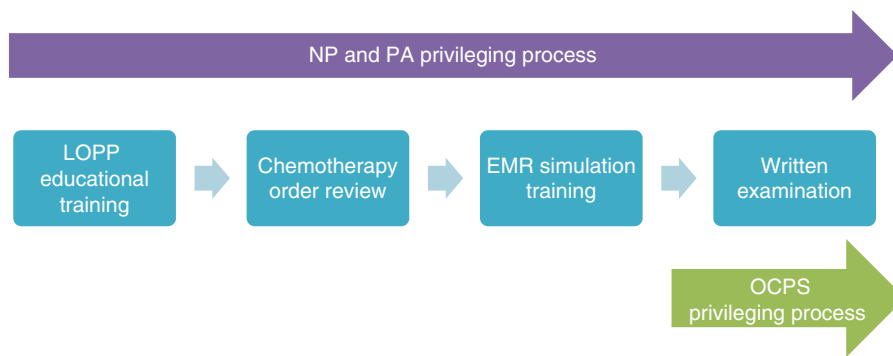 NP and PA privileging process
LOPP
educational
training
Chemotherapy
order review
EMR simulation
training
Written
examination
OCPS
privileging process